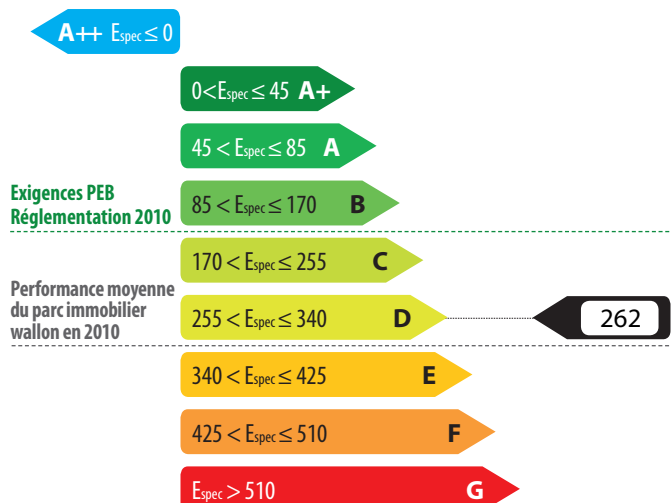 A++ Espec ≤ 0
0<Espec ≤ 45 A+
45 < Espec ≤ 85 A
Exigences PEB
Réglementation 2010
85 < Espec ≤ 170 B
170 < Espec ≤ 255 C
Performance moyenne
du parc immobilier
wallon en 2010
255 < Espec ≤ 340 D
262
340 < Espec ≤ 425 E
425 < Espec ≤ 510 F
Espec > 510 G